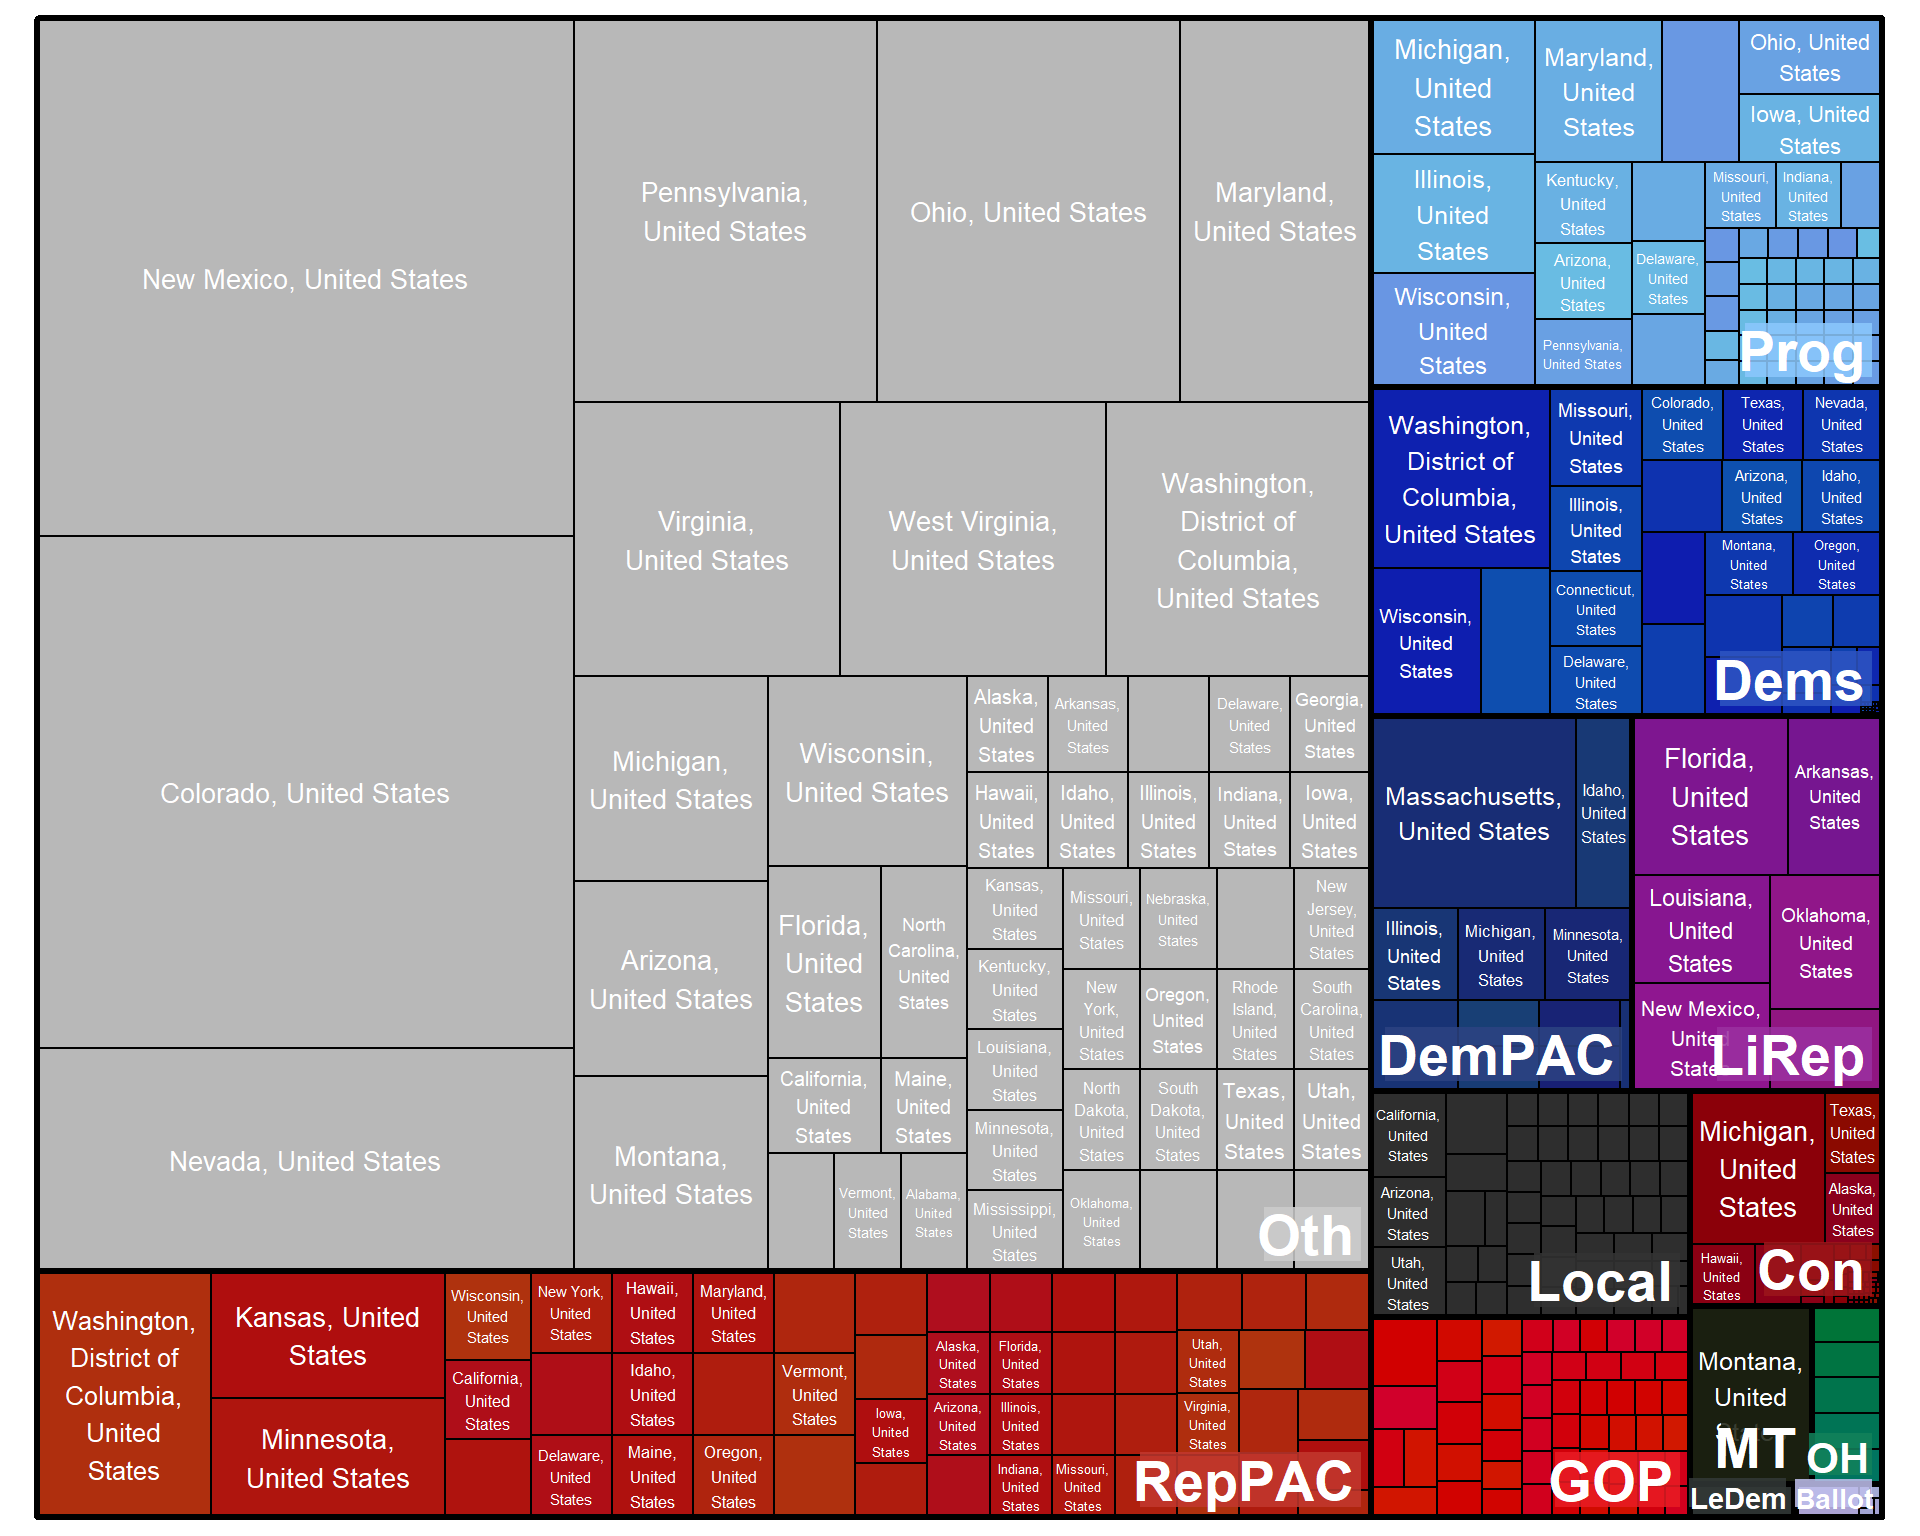 New Mexico, United States
Colorado, United States
Nevada, United States
Pennsylvania,
United States
Ohio, United States
Maryland,
United States
Virginia,
United States
West Virginia,
United States
Washington,
District of
Columbia,
United States
Michigan,
United States
Arizona,
United States
Montana,
United States
Wisconsin,
United States
Florida,
United
States
North
Carolina,
United
States
California,
United
States
Maine,
United
States
Vermont,
United
States
Alabama,
United
States
Alaska,
United
States
Arkansas,
United
States
Delaware,
United
States
Georgia,
United
States
Hawaii,
United
States
Idaho,
United
States
Illinois,
United
States
Indiana,
United
States
Iowa,
United
States
Kansas,
United
States
Kentucky,
United
States
Louisiana,
United
States
Minnesota,
United
States
Mississippi,
United
States
Missouri,
United
States
Nebraska,
United
States
New
Jersey,
United
States
New
York,
United
States
Oregon,
United
States
Rhode
Island,
United
States
South
Carolina,
United
States
North
Dakota,
United
States
South
Dakota,
United
States
Texas,
United
States
Utah,
United
States
Oklahoma,
United
States
Oth
Michigan,
United
States
Illinois,
United
States
Wisconsin,
United
States
Maryland,
United
States
Ohio, United
States
Iowa, United
States
Kentucky,
United
States
Arizona,
United
States
Pennsylvania,
United States
Delaware,
United
States
Missouri,
United
States
Indiana,
United
States
Prog
Washington,
District of
Columbia,
United States
Wisconsin,
United
States
Missouri,
United
States
Illinois,
United
States
Connecticut,
United
States
Delaware,
United
States
Colorado,
United
States
Texas,
United
States
Nevada,
United
States
Arizona,
United
States
Idaho,
United
States
Montana,
United
States
Oregon,
United
States
Dems
Massachusetts,
United States
Idaho,
United
States
Illinois,
United
States
Michigan,
United
States
Minnesota,
United
States
DemPAC
Florida,
United
States
Arkansas,
United
States
Louisiana,
United
States
Oklahoma,
United
States
New Mexico,
United
States
LiRep
California,
United
States
Arizona,
United
States
Utah,
United
States
Local
Michigan,
United
States
Texas,
United
States
Alaska,
United
States
Hawaii,
United
States
Con
Washington,
District of
Columbia,
United
States
Kansas, United
States
Minnesota,
United States
Wisconsin,
United
States
California,
United
States
New York,
United
States
Delaware,
United
States
Hawaii,
United
States
Idaho,
United
States
Maine,
United
States
Maryland,
United
States
Oregon,
United
States
Vermont,
United
States
Iowa,
United
States
Alaska,
United
States
Arizona,
United
States
Florida,
United
States
Illinois,
United
States
Indiana,
United
States
Missouri,
United
States
Utah,
United
States
Virginia,
United
States
RepPAC
GOP
Montana,
United
States
MT
OH
LeDem
Ballot